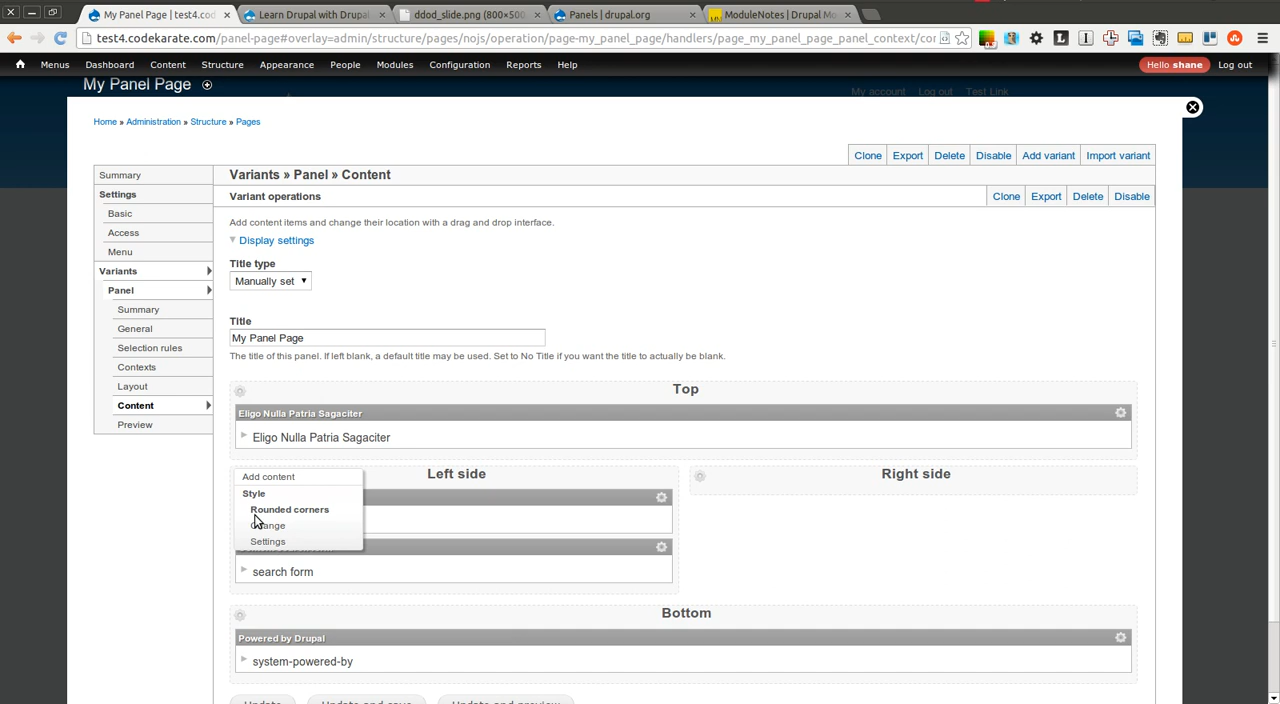 My Panel Page | test4.cod
Learn Drupal with Drupal
ddod_slide.png (800×500
Panels | drupal.org
ModuleNotes | Drupal Mo
test4.codekarate.com/panel-page#overlay=admin/structure/pages/nojs/operation/page-my_panel_page/handlers/page_my_panel_page_panel_context/cor
Menus Dashboard Content Structure Appearance People Modules Configuration Reports Help Hello shane Log out
My Panel Page
My account Log out Test Link
Home » Administration » Structure » Pages
Clone Export Delete Disable Add variant Import variant
Summary
Settings
Basic
Access
Menu
Variants
Panel
Summary
General
Selection rules
Contexts
Layout
Content
Preview
Variants » Panel » Content
Variant operations
Clone Export Delete Disable
Add content items and change their location with a drag and drop interface.
Display settings
Title type
Manually set
Title
My Panel Page
The title of this panel. If left blank, a default title may be used. Set to No Title if you want the title to actually be blank.
Top
Eligo Nulla Patria Sagaciter
Eligo Nulla Patria Sagaciter
Left side
Right side
Add content
Style
Rounded corners
Change
Settings
search form
Bottom
Powered by Drupal
system-powered-by
Update Update and save Update and preview